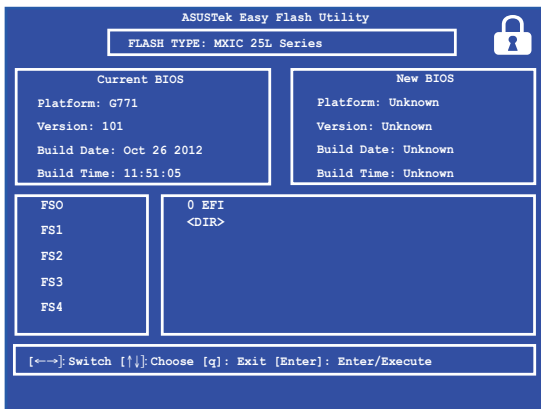 ASUSTek Easy Flash Utility
FLASH TYPE: MXIC 25L Series
Current BIOS
Platform: G771
Version: 101
Build Date: Oct 26 2012
Build Time: 11:51:05
New BIOS
Platform: Unknown
Version: Unknown
Build Date: Unknown
Build Time: Unknown
FSO
FS1
FS2
FS3
FS4
0 EFI
<DIR>
[←→]: Switch [↑↓]: Choose [q]: Exit [Enter]: Enter/Execute